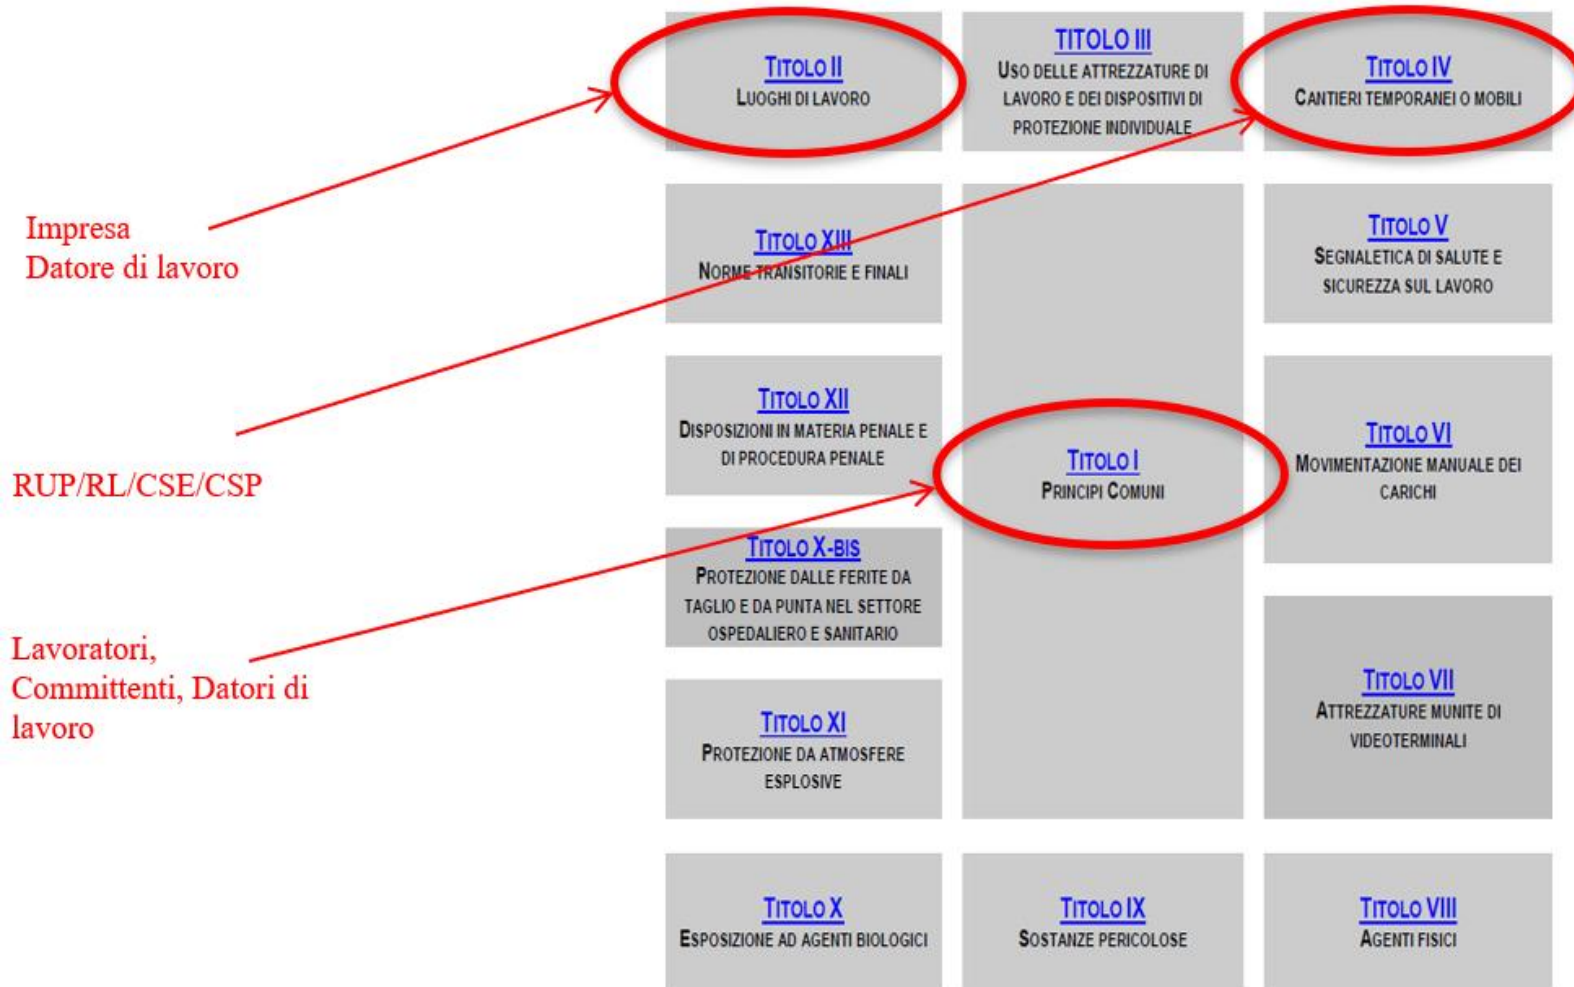 TITOLO II
LUOGHI DI LAVORO
TITOLO III
USO DELLE ATTREZZATURE DI
LAVORO E DEI DISPOSITIVI DI
PROTEZIONE INDIVIDUALE
TITOLO IV
CANTIERI TEMPORANEI O MOBILI
Impresa
Datore di lavoro
TITOLO XIII
NORME TRANSITORIE E FINALI
TITOLO V
SEGNALETICA DI SALUTE E
SICUREZZA SUL LAVORO
RUP/RL/CSE/CSP
TITOLO XII
DISPOSIZIONI IN MATERIA PENALE E
DI PROCEDURA PENALE
TITOLO I
PRINCIPI COMUNI
TITOLO VI
MOVIMENTAZIONE MANUALE DEI
CARICHI
TITOLO X-BIS
PROTEZIONE DALLE FERITE DA
TAGLIO E DA PUNTA NEL SETTORE
OSPEDALIERO E SANITARIO
Lavoratori,
Committenti, Datori di
lavoro
TITOLO XI
PROTEZIONE DA ATMOSFERE
ESPLOSIVE
TITOLO VII
ATTREZZATURE MUNITE DI
VIDEOTERMINALI
TITOLO X
ESPOSIZIONE AD AGENTI BIOLOGICI
TITOLO IX
SOSTANZE PERICOLOSE
TITOLO VIII
AGENTI FISICI